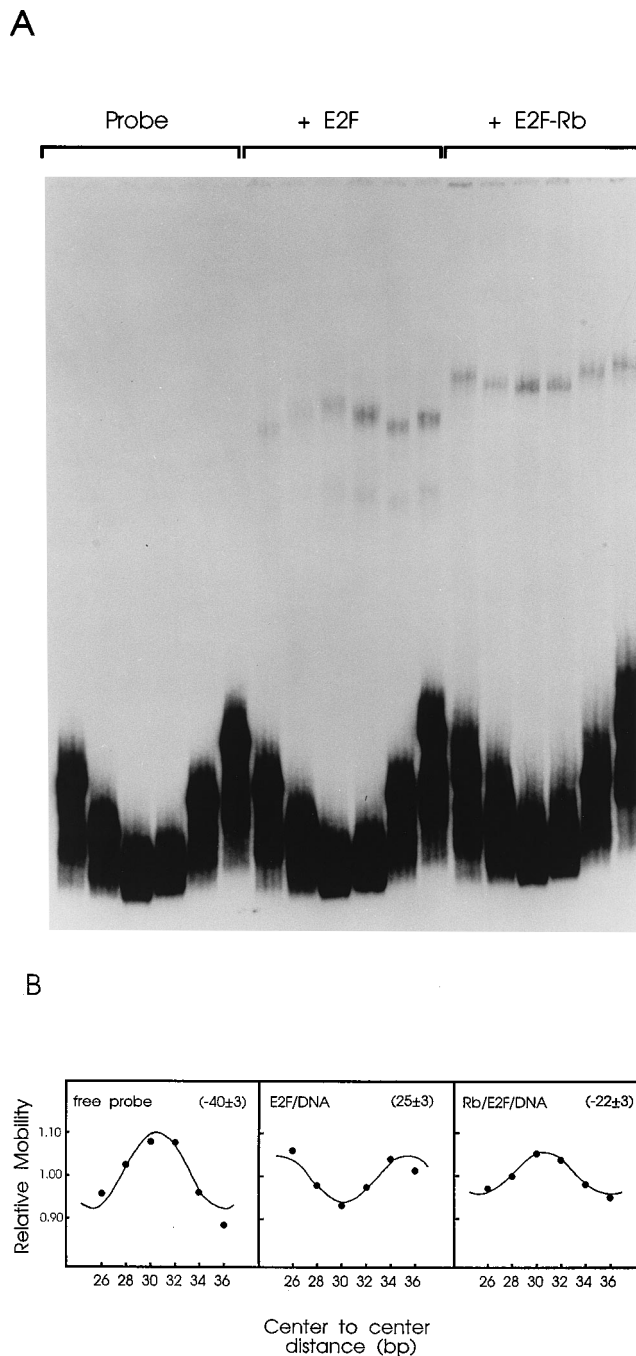 A
Probe + E2F + E2F-Rb
B
free probe (-40±3) E2F/DNA (25±3) Rb/E2F/DNA (-22±3)
Relative Mobility
1.10
1.00
0.90
26 28 30 32 34 36 26 28 30 32 34 36 26 28 30 32 34 36
Center to center
distance (bp)